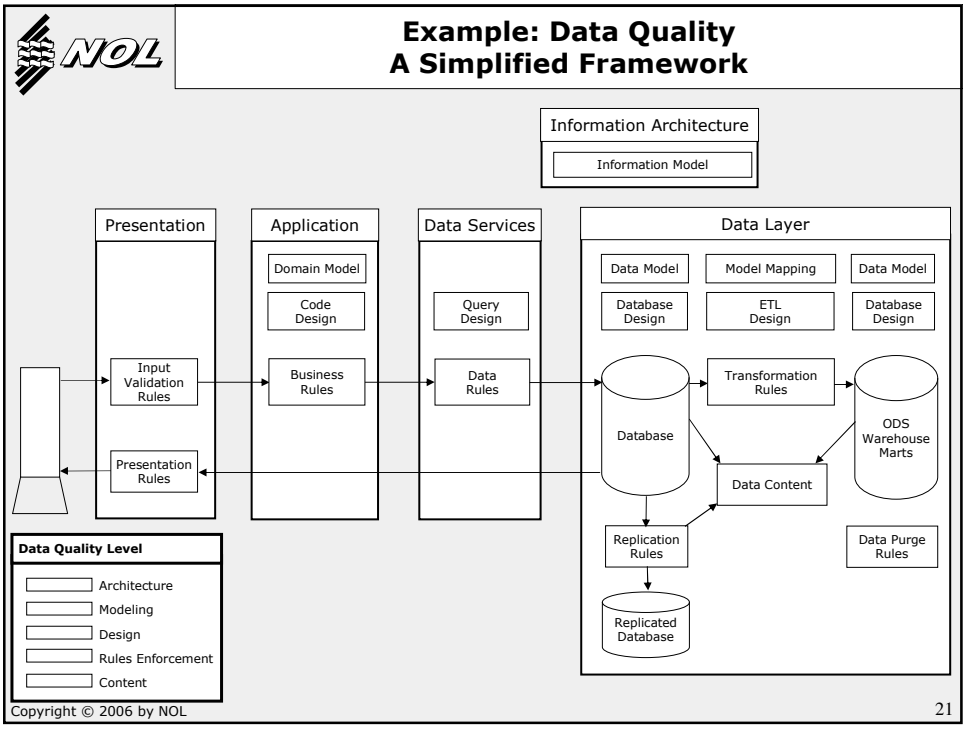 NOL
Example: Data Quality
A Simplified Framework
Information Architecture
Information Model
Presentation
Application
Data Services
Data Layer
Domain Model
Data Model
Model Mapping
Data Model
Code
Design
Query
Design
Database
Design
ETL
Design
Database
Design
Input
Validation
Rules
Business
Rules
Data
Rules
Database
Transformation
Rules
ODS
Warehouse
Marts
Presentation
Rules
Data Content
Replication
Rules
Data Purge
Rules
Replicated
Database
Data Quality Level
Architecture
Modeling
Design
Rules Enforcement
Content
Copyright © 2006 by NOL
21